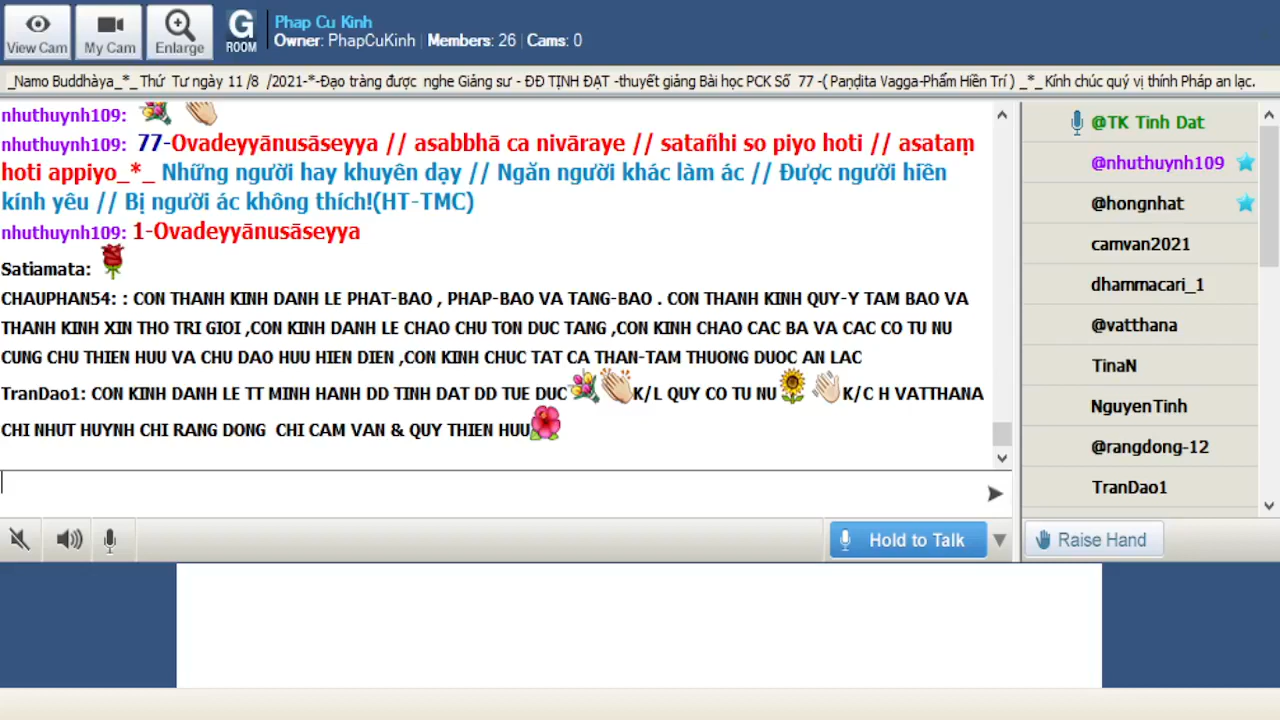 View Cam
My Cam
Enlarge
G
ROOM
Phap Cu Kinh
Owner: PhapCuKinh | Members: 26 | Cams: 0
_Namo Buddhàya_*_ Thứ Tư ngày 11 /8 /2021-*-Đạo tràng được nghe Giảng sư - ĐĐ TỊNH ĐẠT -thuyết giảng Bài học PCK Số 77 -( Paṇḍita Vagga-Phẩm Hiền Trí ) _*_ Kính chúc quý vị thính Pháp an lạc.
nhuthuynh109:
nhuthuynh109: 77-Ovadeyyānusāseyya // asabbhā ca nivāraye // satañhi so piyo hoti // asataṃ
hoti appiyo_*_ Những người hay khuyên dạy // Ngăn người khác làm ác // Được người hiền
kính yêu // Bị người ác không thích!(HT-TMC)
nhuthuynh109: 1-Ovadeyyānusāseyya
Satiamata:
CHAUPHAN54: : CON THANH KINH DANH LE PHAT-BAO , PHAP-BAO VA TANG-BAO . CON THANH KINH QUY-Y TAM BAO VA
THANH KINH XIN THO TRI GIOI ,CON KINH DANH LE CHAO CHU TON DUC TANG ,CON KINH CHAO CAC BA VA CAC CO TU NU
CUNG CHU THIEN HUU VA CHU DAO HUU HIEN DIEN ,CON KINH CHUC TAT CA THAN-TAM THUONG DUOC AN LAC
TranDao1: CON KINH DANH LE TT MINH HANH DD TINH DAT DD TUE DUC K/L QUY CO TU NU K/C H VATTHANA
CHI NHUT HUYNH CHI RANG DONG CHI CAM VAN & QUY THIEN HUU
Hold to Talk
@TK Tinh Dat
@nhuthuynh109
@hongnhat
camvan2021
dhammacari_1
@vatthana
TinaN
NguyenTinh
@rangdong-12
TranDao1
Raise Hand